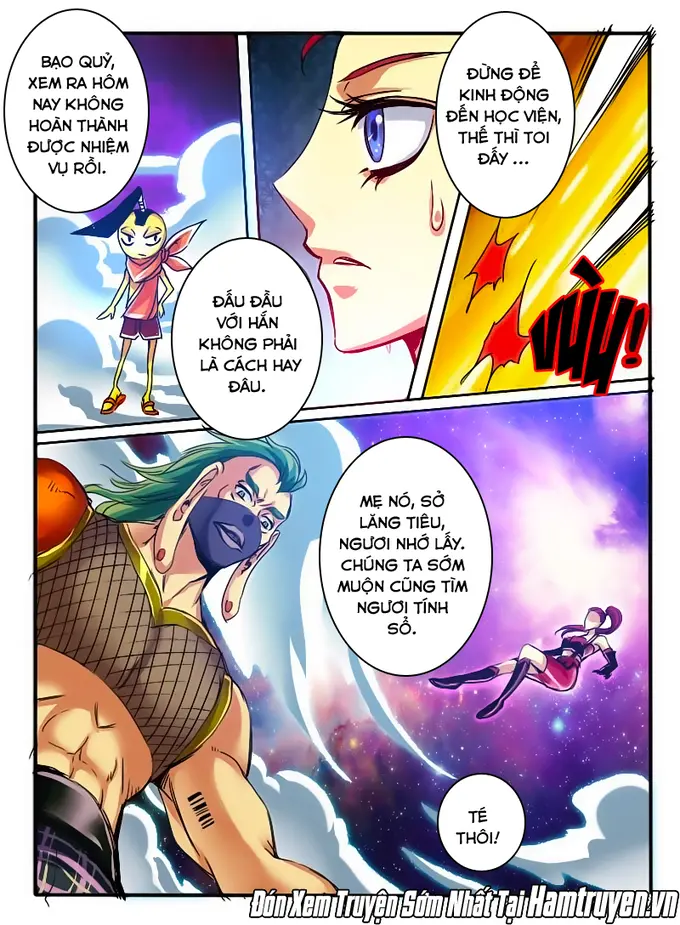 BẠO QUỶ,
XEM RA HÔM
NAY KHÔNG
HOÀN THÀNH
ĐƯỢC NHIỆM
VỤ RỒI.
ĐỪNG ĐỂ
KINH ĐỘNG
ĐẾN HỌC VIỆN,
THẾ THÌ TOI
ĐẤY ...
ĐẤU ĐẦU
VỚI HẮN
KHÔNG PHẢI
LÀ CÁCH HAY
ĐÂU.
VÙÙ!
MẸ NÓ, SỞ
LĂNG TIÊU,
NGƯƠI NHỚ LẤY.
CHÚNG TA SỚM
MUỘN CŨNG TÌM
NGƯƠI TÍNH
SỔ.
TÉ
THÔI!
Đón Xem Truyện Sớm Nhất Tại Hamtruyen.vn